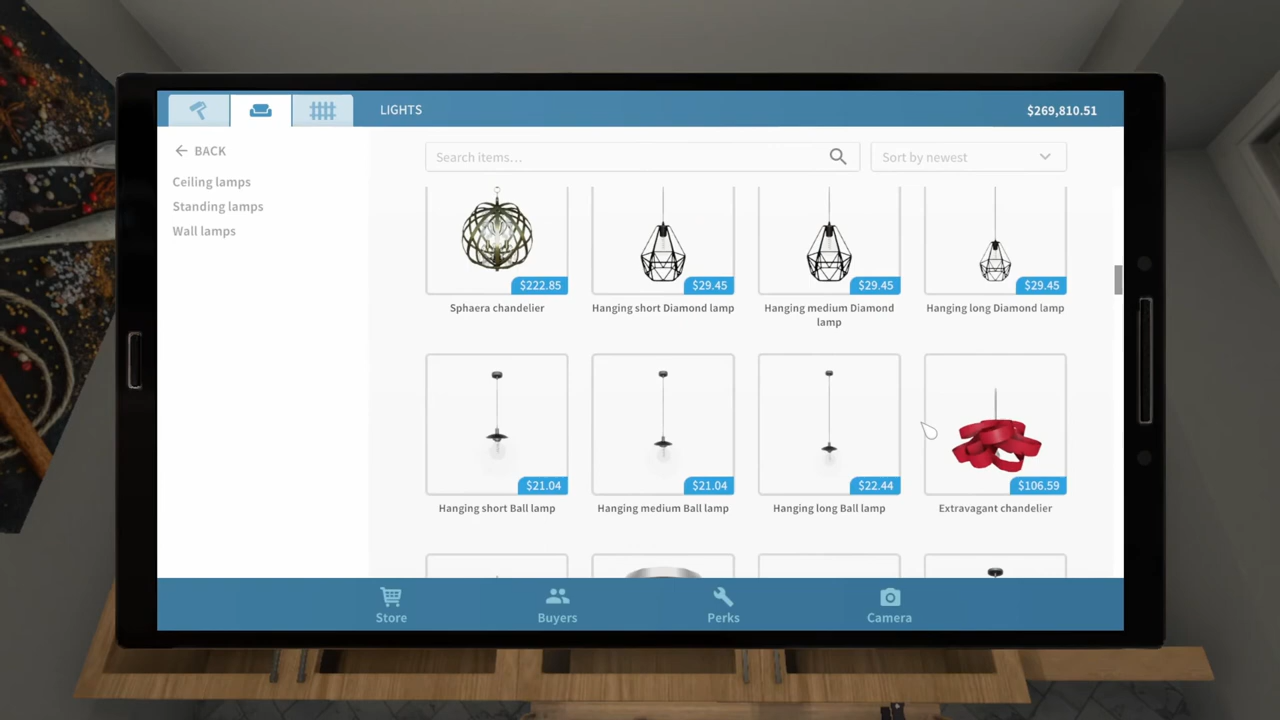 LIGHTS
$269,810.51
BACK
Search items...
Sort by newest
Ceiling lamps
Standing lamps
Wall lamps
$222.85
$29.45
$29.45
$29.45
Sphaera chandelier
Hanging short Diamond lamp
Hanging medium Diamond
lamp
Hanging long Diamond lamp
$21.04
$21.04
$22.44
$106.59
Hanging short Ball lamp
Hanging medium Ball lamp
Hanging long Ball lamp
Extravagant chandelier
Store
Buyers
Perks
Camera